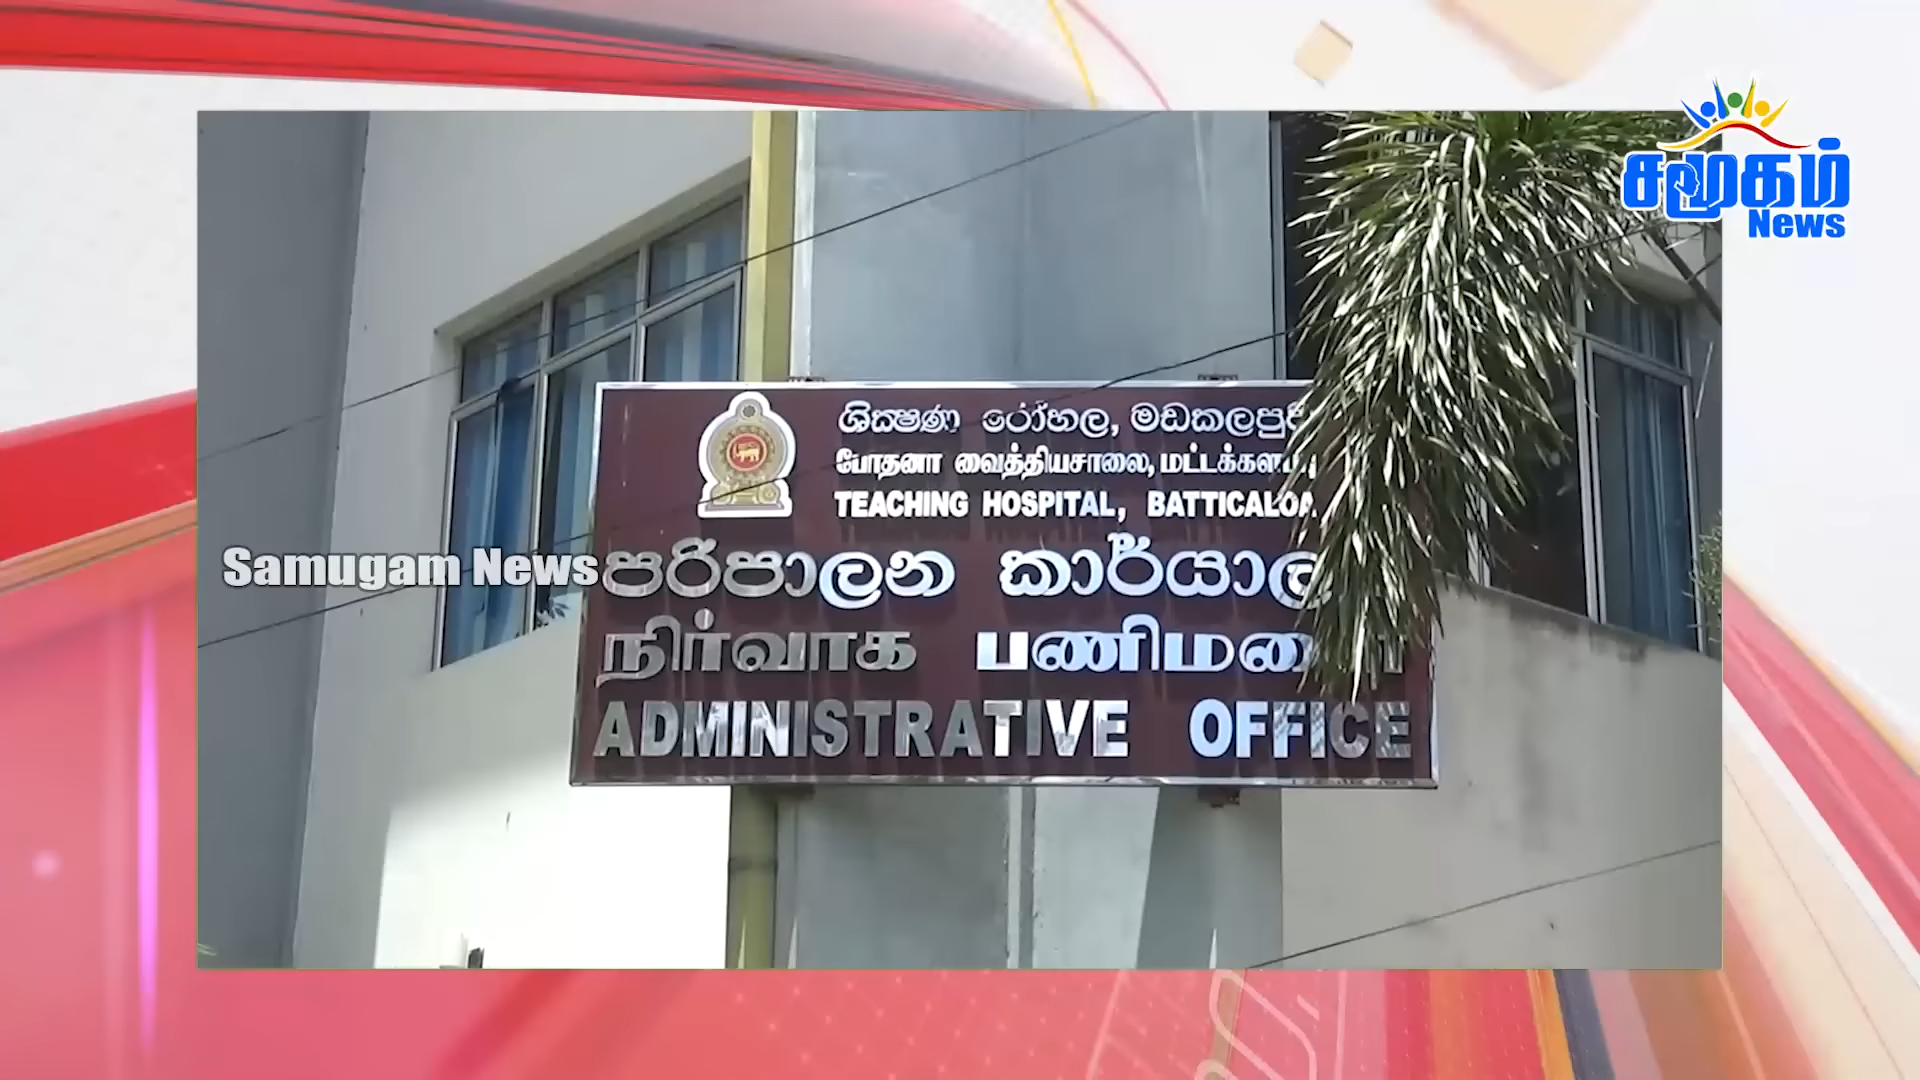 சமூகம்
News
ශික්ෂණ රෝහල,
போதனா வைத்தியசாலை,
TEACHING HOSPITAL, BATTICALOA
Samugam News
පරිපාලන
நிர்வாக
ADMINISTRATIVE OFFICE